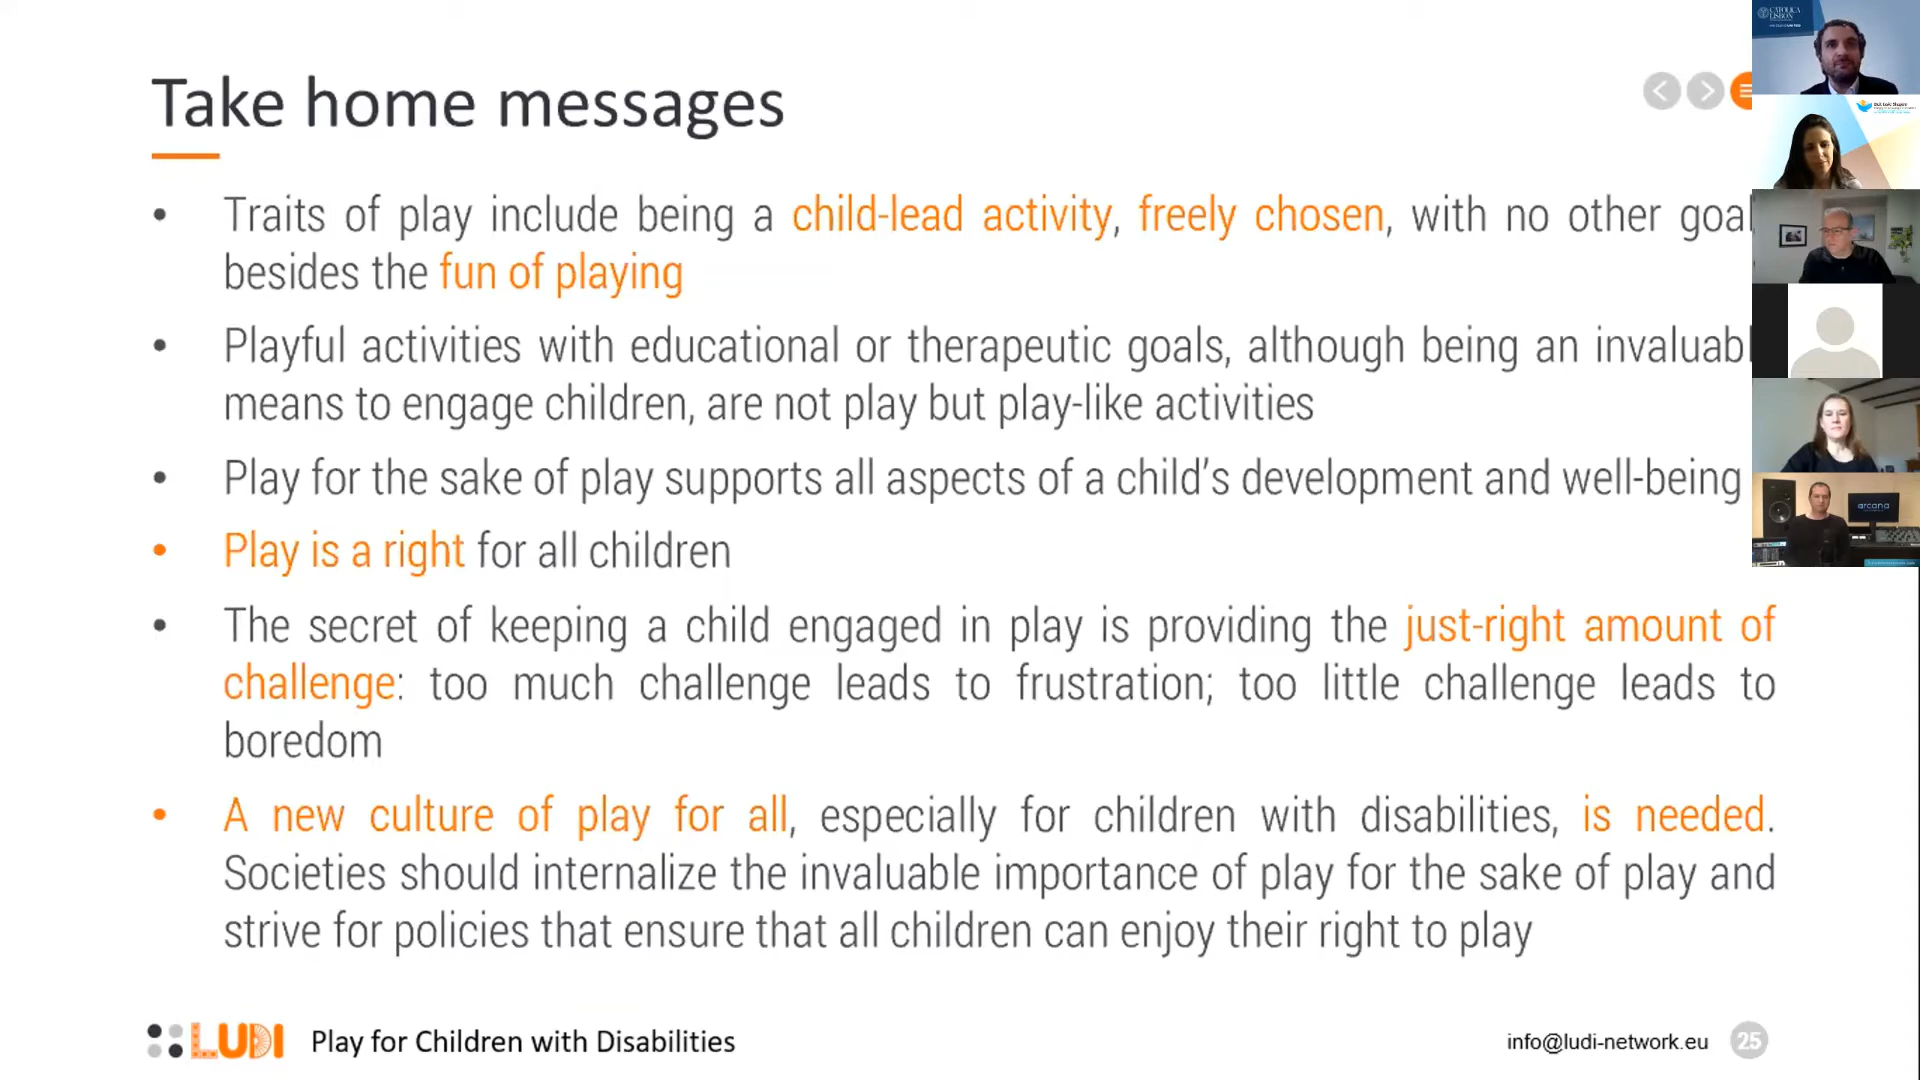 Take home messages
• Traits of play include being a child-lead activity, freely chosen, with no other goal
besides the fun of playing
• Playful activities with educational or therapeutic goals, although being an invaluabl
means to engage children, are not play but play-like activities
• Play for the sake of play supports all aspects of a child's development and well-being
• Play is a right for all children
• The secret of keeping a child engaged in play is providing the just-right amount of
challenge: too much challenge leads to frustration; too little challenge leads to
boredom
• A new culture of play for all, especially for children with disabilities, is needed.
Societies should internalize the invaluable importance of play for the sake of play and
strive for policies that ensure that all children can enjoy their right to play
LUDI Play for Children with Disabilities
info@ludi-network.eu 25
CATÓLICA
LISBON
arcana